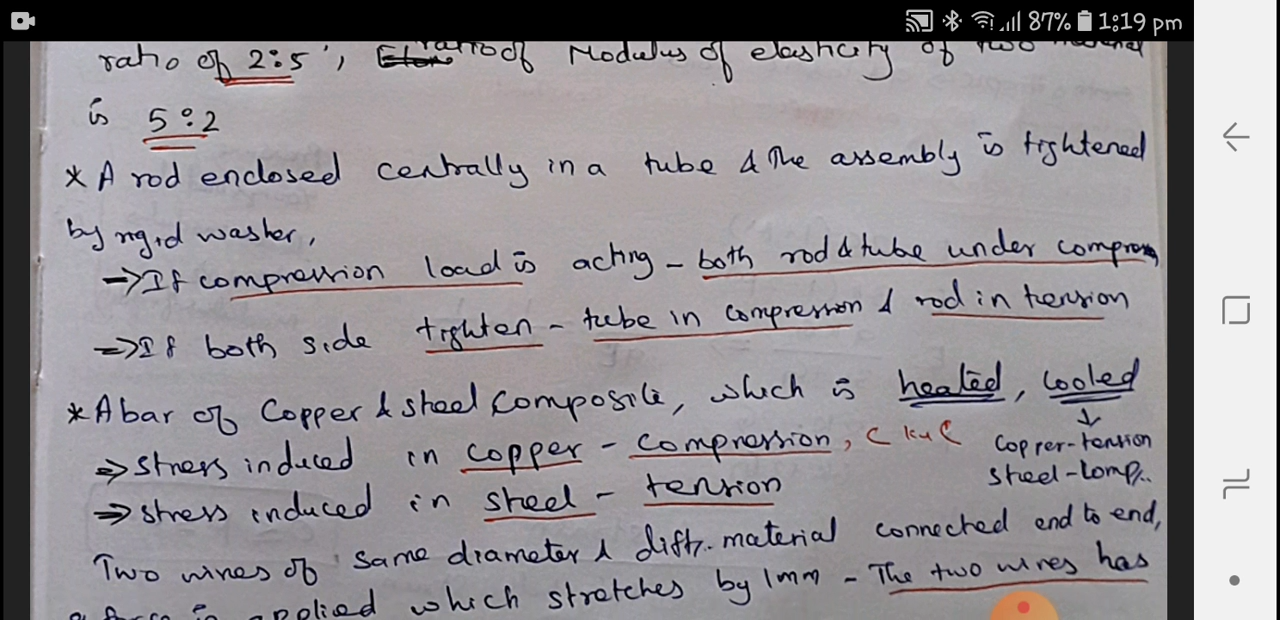 87% 1:19 pm
ratio of 2:5', ratio of Modulus of elasticity of two
is 5:2
* A rod enclosed centrally in a tube & the assembly is tightened
by rigid washer,
→ If compression load is acting - both rod & tube under
→ If both side tighten - tube in compression & rod in tension
* A bar of Copper & steel composite, which is heated, cooled
⇒ stress induced in copper - compression, C Copper-tension
⇒ stress induced in steel - tension steel-comp..
Two wires of same diameter & difft. material connected end to end,
a force is applied which stretches by 1mm - The two wires has